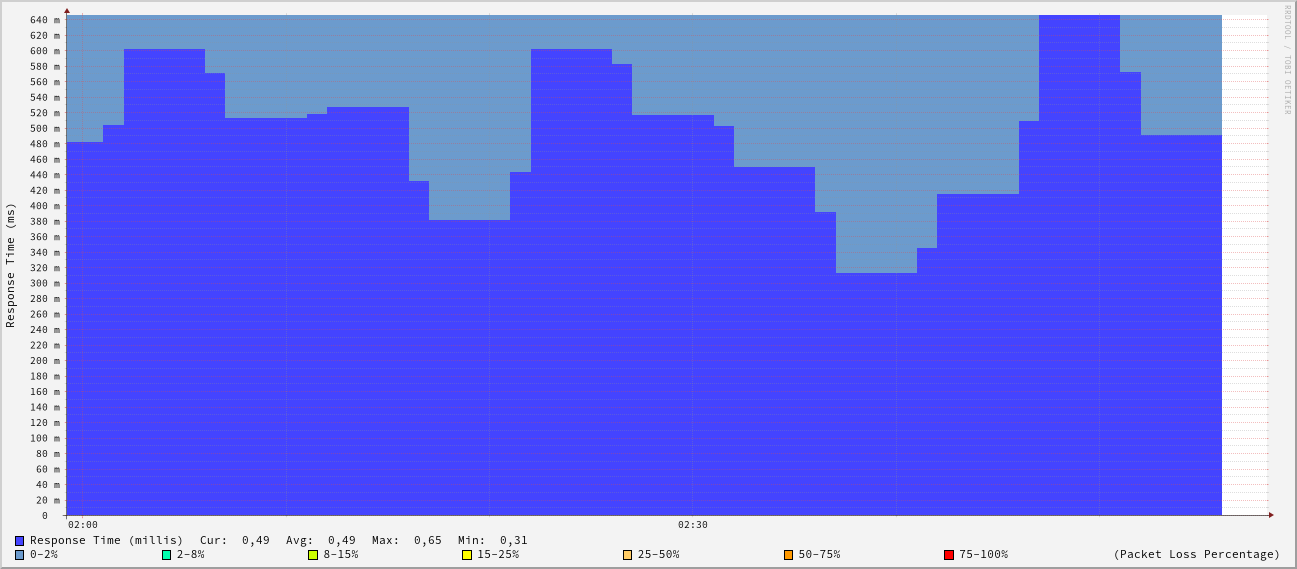 RRDTOOL / TOBI OETIKER
Response Time (ms)
640 m
620 m
600 m
580 m
560 m
540 m
520 m
500 m
480 m
460 m
440 m
420 m
400 m
380 m
360 m
340 m
320 m
300 m
280 m
260 m
240 m
220 m
200 m
180 m
160 m
140 m
120 m
100 m
80 m
60 m
40 m
20 m
0
02:00 02:30
Response Time (millis) Cur: 0,49 Avg: 0,49 Max: 0,65 Min: 0,31
0-2% 2-8% 8-15% 15-25% 25-50% 50-75% 75-100% (Packet Loss Percentage)